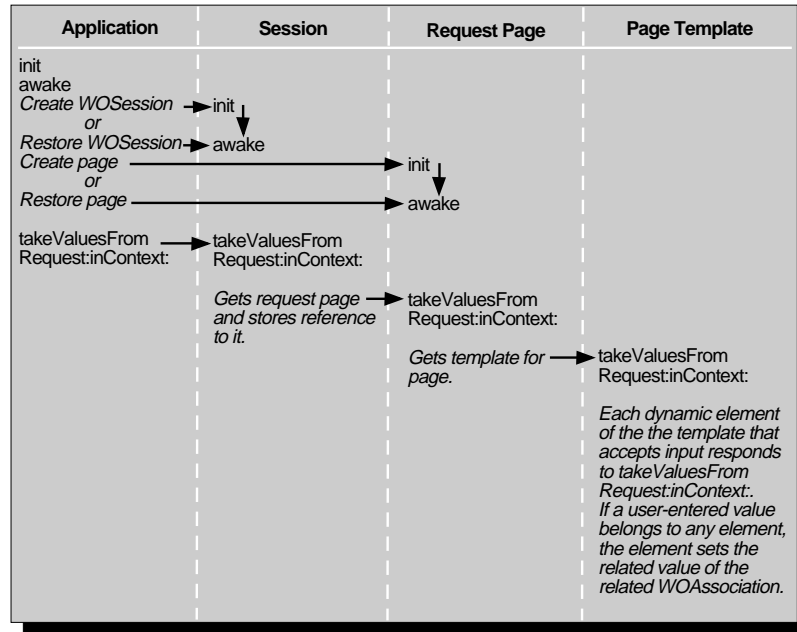 Application
Session
Request Page
Page Template
init
awake
Create WOSession
init
or
Restore WOSession
awake
Create page
init
or
Restore page
awake
takeValuesFrom
Request:inContext:
takeValuesFrom
Request:inContext:
Gets request page
and stores reference
to it.
takeValuesFrom
Request:inContext:
Gets template for
page.
takeValuesFrom
Request:inContext:
Each dynamic element
of the the template that
accepts input responds
to takeValuesFrom
Request:inContext:.
If a user-entered value
belongs to any element,
the element sets the
related value of the
related WOAssociation.